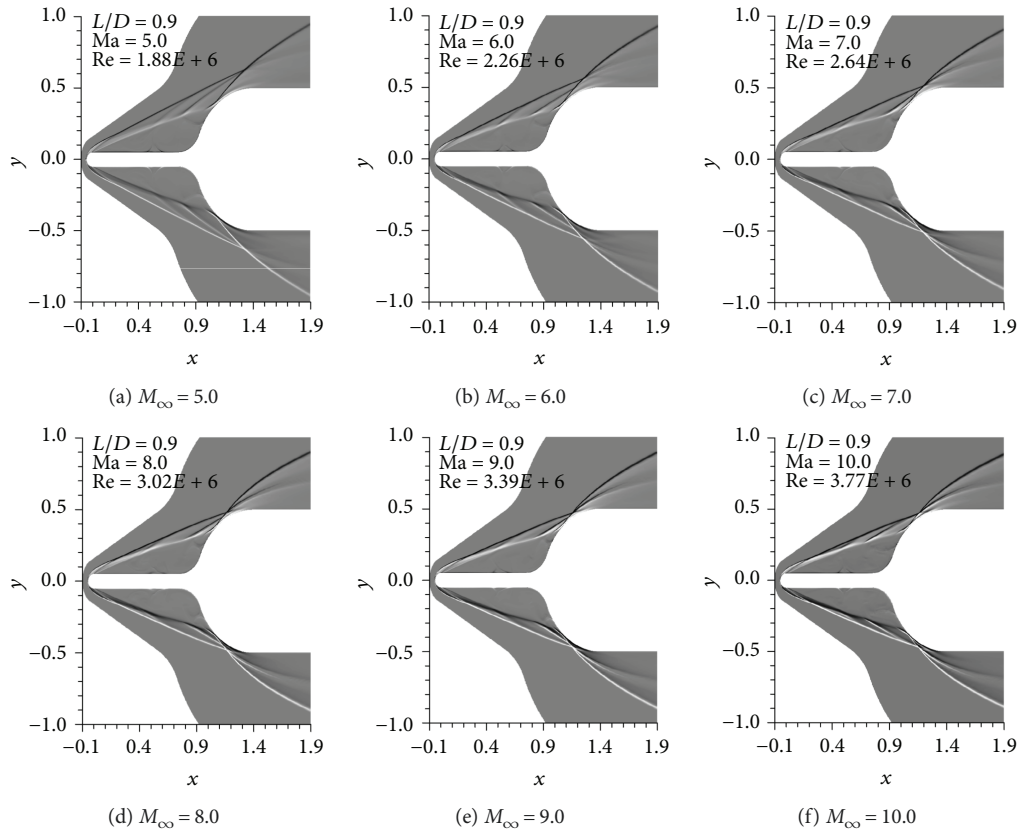 L/D = 0.9
Ma = 5.0
Re = 1.88E + 6
1.0
0.5
0.0
−0.5
−1.0
y
−0.1 0.4 0.9 1.4 1.9
x
(a) M∞ = 5.0
L/D = 0.9
Ma = 6.0
Re = 2.26E + 6
1.0
0.5
0.0
−0.5
−1.0
y
−0.1 0.4 0.9 1.4 1.9
x
(b) M∞ = 6.0
L/D = 0.9
Ma = 7.0
Re = 2.64E + 6
1.0
0.5
0.0
−0.5
−1.0
y
−0.1 0.4 0.9 1.4 1.9
x
(c) M∞ = 7.0
L/D = 0.9
Ma = 8.0
Re = 3.02E + 6
1.0
0.5
0.0
−0.5
−1.0
y
−0.1 0.4 0.9 1.4 1.9
x
(d) M∞ = 8.0
L/D = 0.9
Ma = 9.0
Re = 3.39E + 6
1.0
0.5
0.0
−0.5
−1.0
y
−0.1 0.4 0.9 1.4 1.9
x
(e) M∞ = 9.0
L/D = 0.9
Ma = 10.0
Re = 3.77E + 6
1.0
0.5
0.0
−0.5
−1.0
y
−0.1 0.4 0.9 1.4 1.9
x
(f) M∞ = 10.0